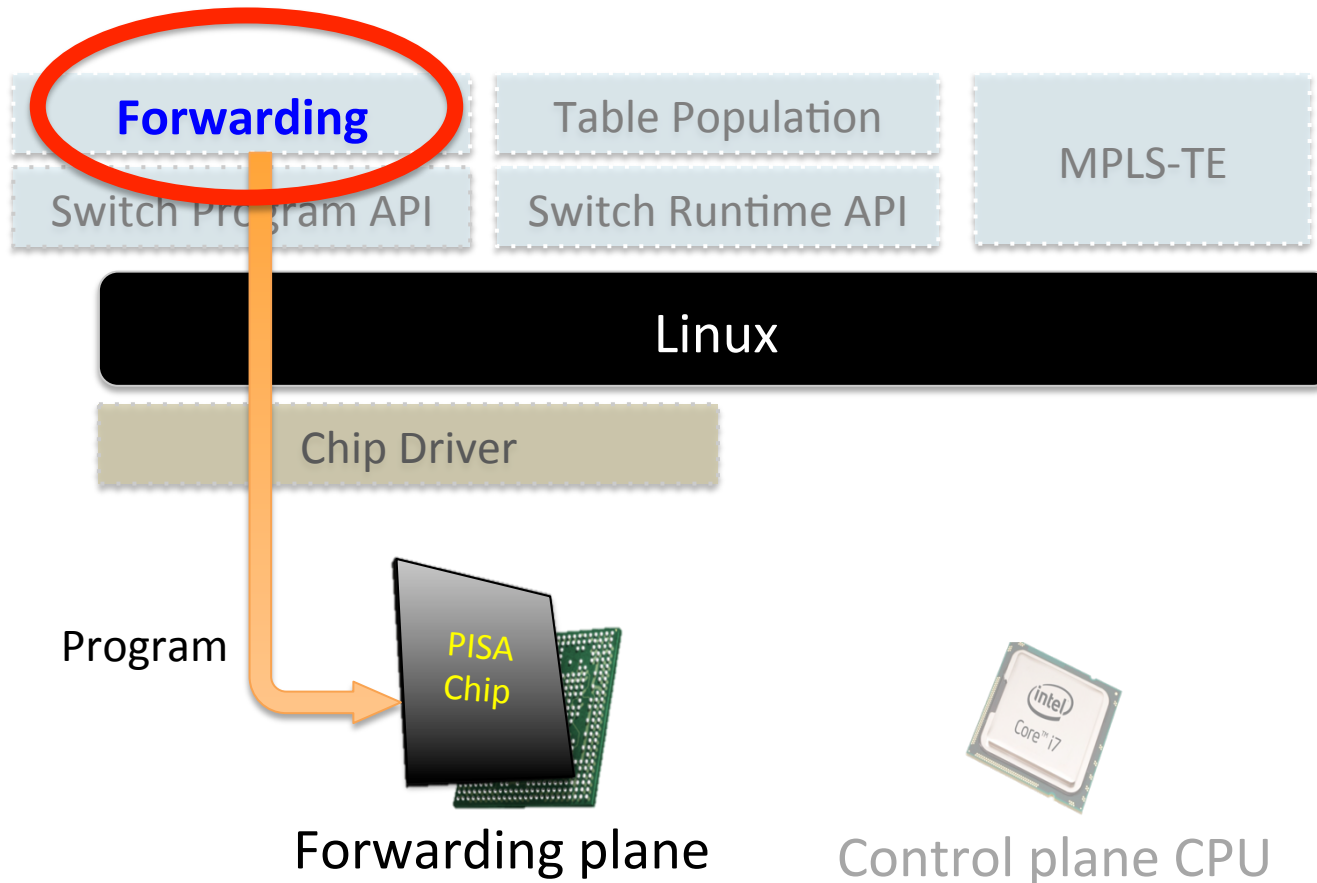 Forwarding
Table Population
MPLS-TE
Switch Program API
Switch Runtime API
Linux
Chip Driver
Program
PISA
Chip
intel
Core™ i7
Forwarding plane
Control plane CPU